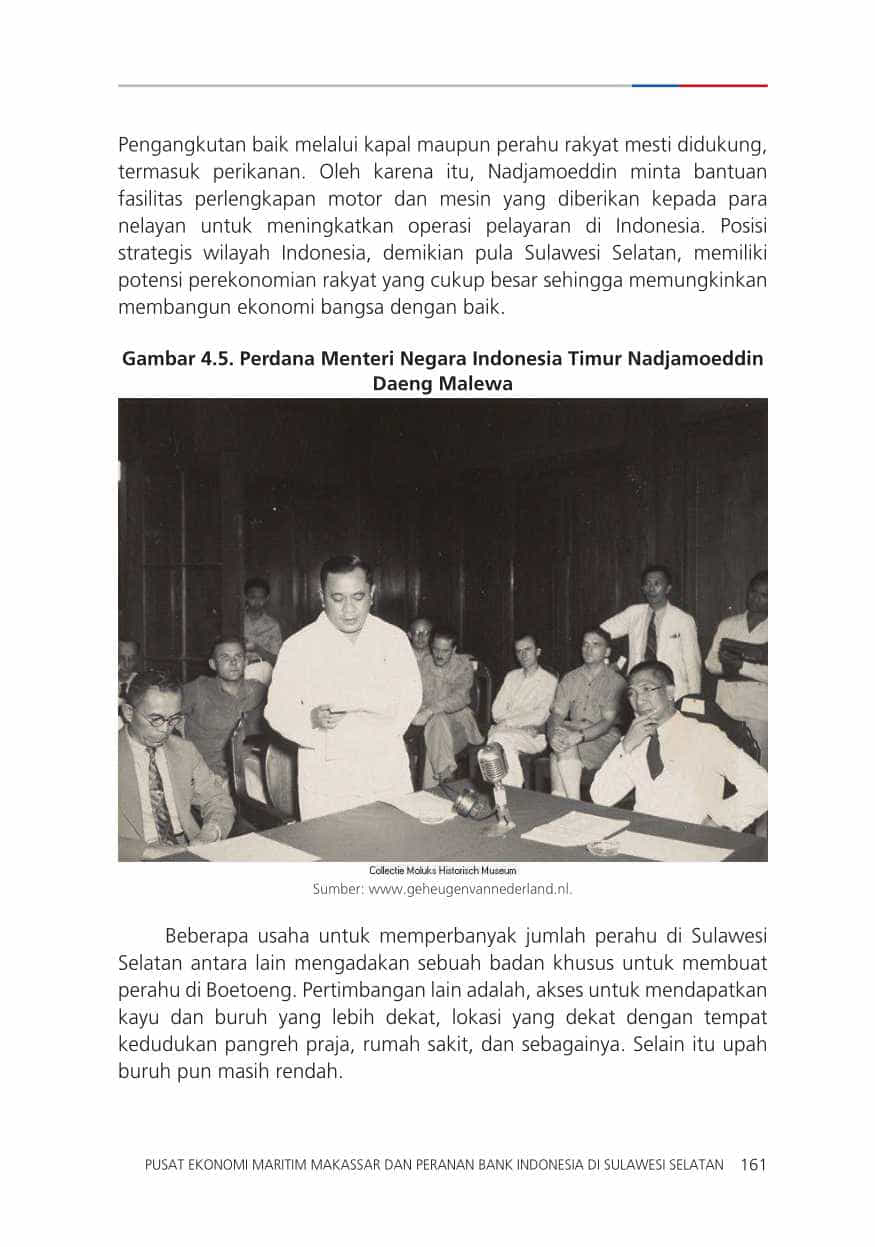 Pengangkutan baik melalui kapal maupun perahu rakyat mesti didukung,
termasuk perikanan. Oleh karena itu, Nadjamoeddin minta bantuan
fasilitas perlengkapan motor dan mesin yang diberikan kepada para
nelayan untuk meningkatkan operasi pelayaran di Indonesia. Posisi
strategis wilayah Indonesia, demikian pula Sulawesi Selatan, memiliki
potensi perekonomian rakyat yang cukup besar sehingga memungkinkan
membangun ekonomi bangsa dengan baik.
Gambar 4.5. Perdana Menteri Negara Indonesia Timur Nadjamoeddin
Daeng Malewa
Collectie Moluks Historisch Museum
Sumber: www.geheugenvannederland.nl.
Beberapa usaha untuk memperbanyak jumlah perahu di Sulawesi
Selatan antara lain mengadakan sebuah badan khusus untuk membuat
perahu di Boetoeng. Pertimbangan lain adalah, akses untuk mendapatkan
kayu dan buruh yang lebih dekat, lokasi yang dekat dengan tempat
kedudukan pangreh praja, rumah sakit, dan sebagainya. Selain itu upah
buruh pun masih rendah.
PUSAT EKONOMI MARITIM MAKASSAR DAN PERANAN BANK INDONESIA DI SULAWESI SELATAN 161